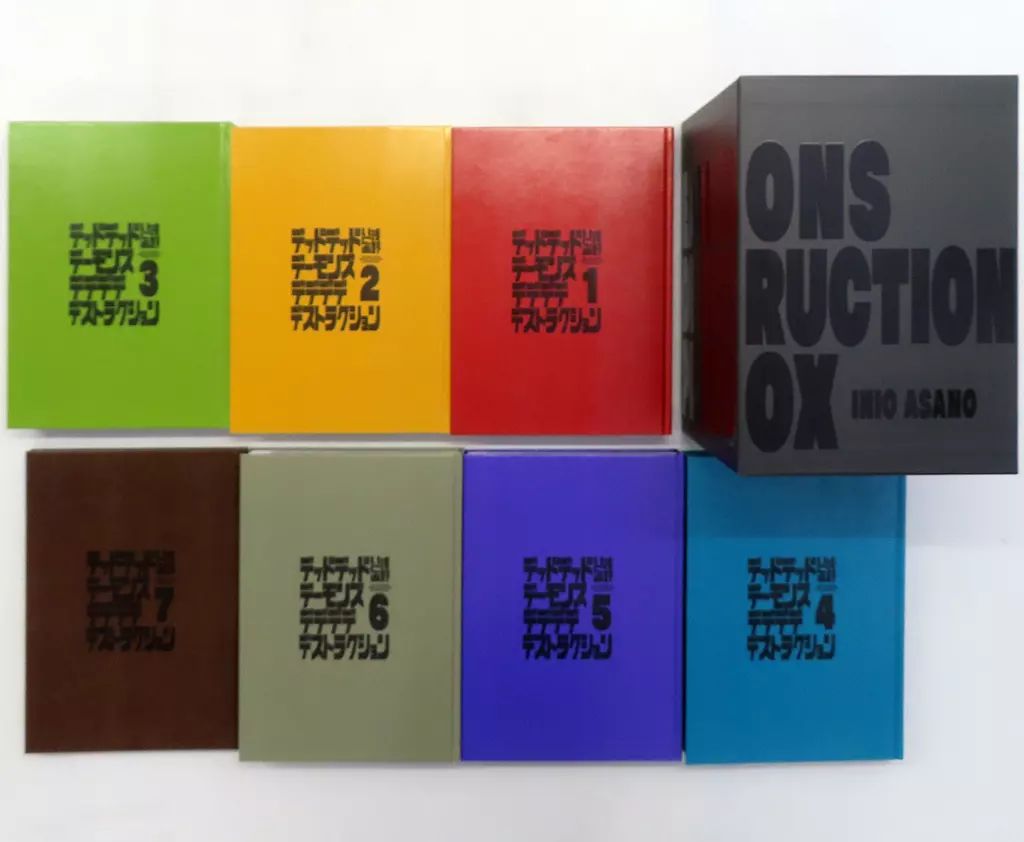 デッドデッド
デーモンズ
デデデデ 3
デストラクション
デッドデッド
デーモンズ
デデデデ 2
デストラクション
デッドデッド
デーモンズ
デデデデ 1
デストラクション
ONS
RUCTION
OX INIO ASANO
デッドデッド
デーモンズ
デデデデ 7
デストラクション
デッドデッド
デーモンズ
デデデデ 6
デストラクション
デッドデッド
デーモンズ
デデデデ 5
デストラクション
デッドデッド
デーモンズ
デデデデ 4
デストラクション